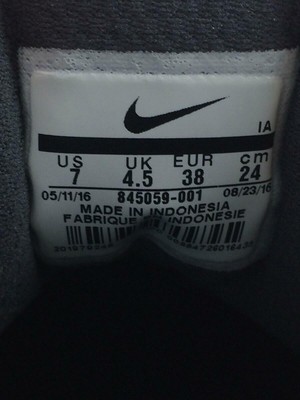 IA
US UK EUR cm
7 4.5 38 24
05/11/16 845059-001 08/23/16
MADE IN INDONESIA
FABRIQUE EN INDONESIE